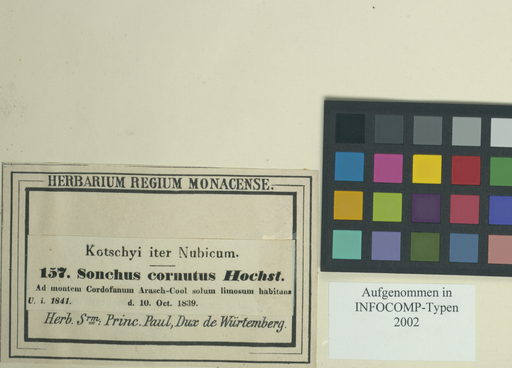 HERBARIUM REGIUM MONACENSE.
Kotschyi iter Nubicum.
157. Sonchus cornutus Hochst.
Ad montem Cordofanum Arasch-Cool solum limosum habitans
U. i. 1841. d. 10. Oct. 1839.
Herb. Srm: Princ. Paul, Dux de Würtemberg.
Aufgenommen in
INFOCOMP-Typen
2002